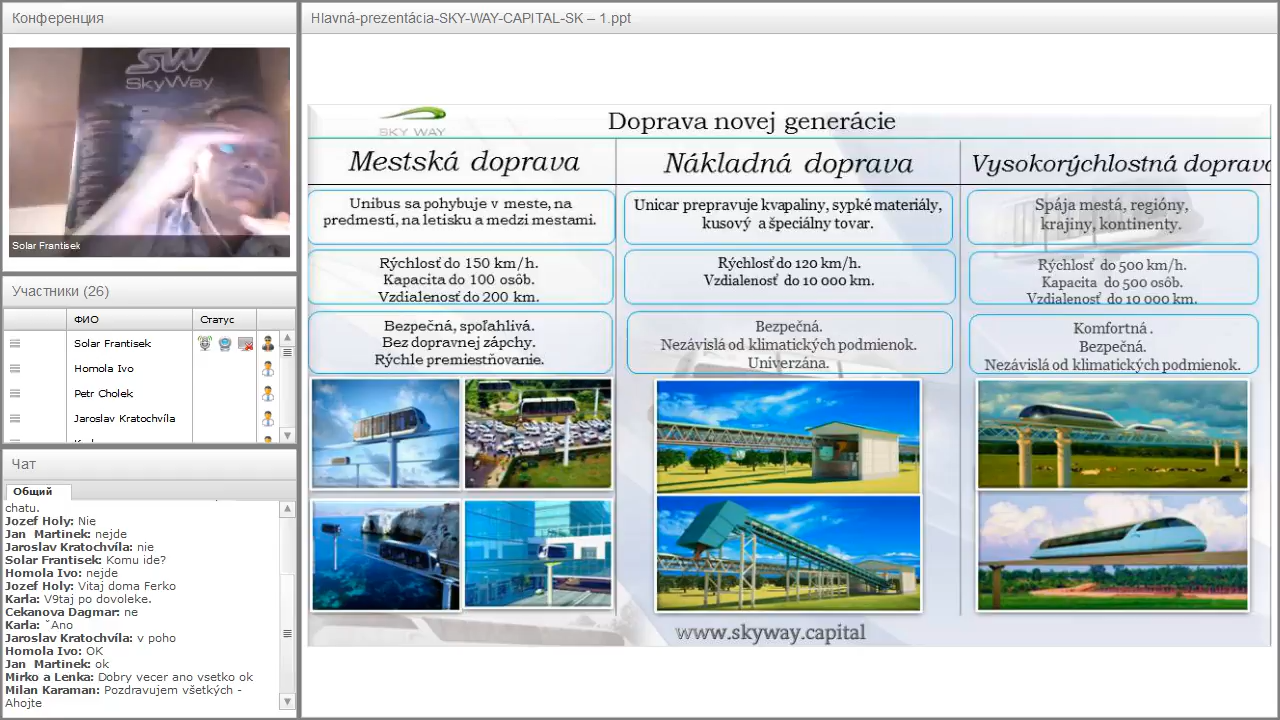 Конференция
SW
SkyWay
Solar Frantisek
Участники (26)
ФИО
Статус
Solar Frantisek
Homola Ivo
Petr Cholek
Jaroslav Kratochvíla
Чат
Общий
chatu.
Jozef Holy: Nie
Jan Martinek: nejde
Jaroslav Kratochvíla: nie
Solar Frantisek: Komu ide?
Homola Ivo: nejde
Jozef Holy: Vitaj doma Ferko
Karla: V9taj po dovoleke.
Cekanova Dagmar: ne
Karla: ˇAno
Jaroslav Kratochvíla: v poho
Homola Ivo: OK
Jan Martinek: ok
Mirko a Lenka: Dobry vecer ano vsetko ok
Milan Karaman: Pozdravujem všetkých -
Ahojte
Hlavná-prezentácia-SKY-WAY-CAPITAL-SK – 1.ppt
SKY WAY
Doprava novej generácie
Mestská doprava
Unibus sa pohybuje v meste, na
predmestí, na letisku a medzi mestami.
Rýchlosť do 150 km/h.
Kapacita do 100 osôb.
Vzdialenosť do 200 km.
Bezpečná, spoľahlivá.
Bez dopravnej zápchy.
Rýchle premiestňovanie.
Nákladná doprava
Unicar prepravuje kvapaliny, sypké materiály,
kusový a špeciálny tovar.
Rýchlosť do 120 km/h.
Vzdialenosť do 10 000 km.
Bezpečná.
Nezávislá od klimatických podmienok.
Univerzána.
Vysokorýchlostná doprava
Spája mestá, regióny,
krajiny, kontinenty.
Rýchlosť do 500 km/h.
Kapacita do 500 osôb.
Vzdialenosť do 10 000 km.
Komfortná .
Bezpečná.
Nezávislá od klimatických podmienok.
www.skyway.capital